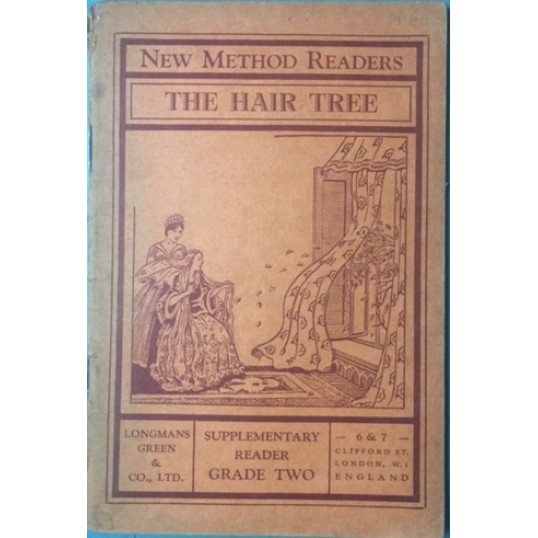 NEW METHOD READERS
THE HAIR TREE
LONGMANS
GREEN
&
CO., LTD.
SUPPLEMENTARY
READER
GRADE TWO
— 6 & 7 —
CLIFFORD ST.
LONDON, W.1
ENGLAND